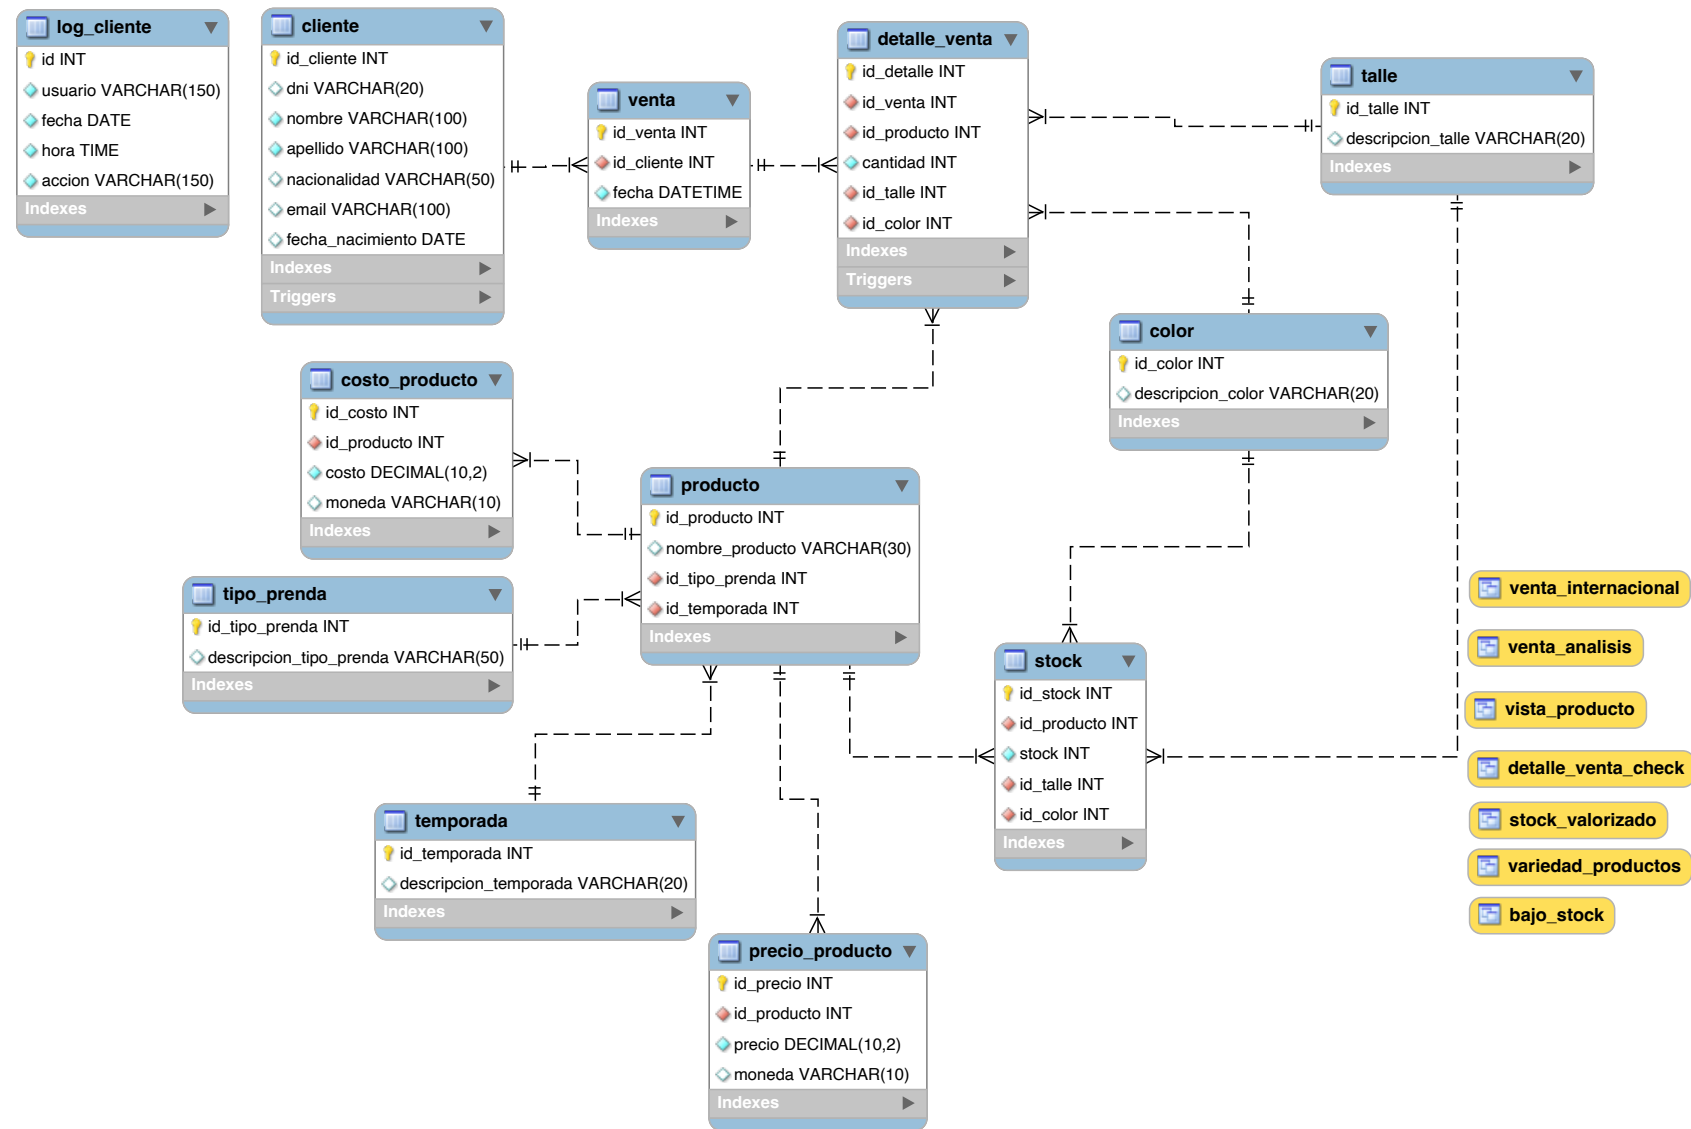 log_cliente
id INT
usuario VARCHAR(150)
fecha DATE
hora TIME
accion VARCHAR(150)
Indexes
cliente
id_cliente INT
dni VARCHAR(20)
nombre VARCHAR(100)
apellido VARCHAR(100)
nacionalidad VARCHAR(50)
email VARCHAR(100)
fecha_nacimiento DATE
Indexes
Triggers
venta
id_venta INT
id_cliente INT
fecha DATETIME
Indexes
detalle_venta
id_detalle INT
id_venta INT
id_producto INT
cantidad INT
id_talle INT
id_color INT
Indexes
Triggers
talle
id_talle INT
descripcion_talle VARCHAR(20)
Indexes
color
id_color INT
descripcion_color VARCHAR(20)
Indexes
costo_producto
id_costo INT
id_producto INT
costo DECIMAL(10,2)
moneda VARCHAR(10)
Indexes
producto
id_producto INT
nombre_producto VARCHAR(30)
id_tipo_prenda INT
id_temporada INT
Indexes
tipo_prenda
id_tipo_prenda INT
descripcion_tipo_prenda VARCHAR(50)
Indexes
stock
id_stock INT
id_producto INT
stock INT
id_talle INT
id_color INT
Indexes
temporada
id_temporada INT
descripcion_temporada VARCHAR(20)
Indexes
precio_producto
id_precio INT
id_producto INT
precio DECIMAL(10,2)
moneda VARCHAR(10)
Indexes
venta_internacional
venta_analisis
vista_producto
detalle_venta_check
stock_valorizado
variedad_productos
bajo_stock